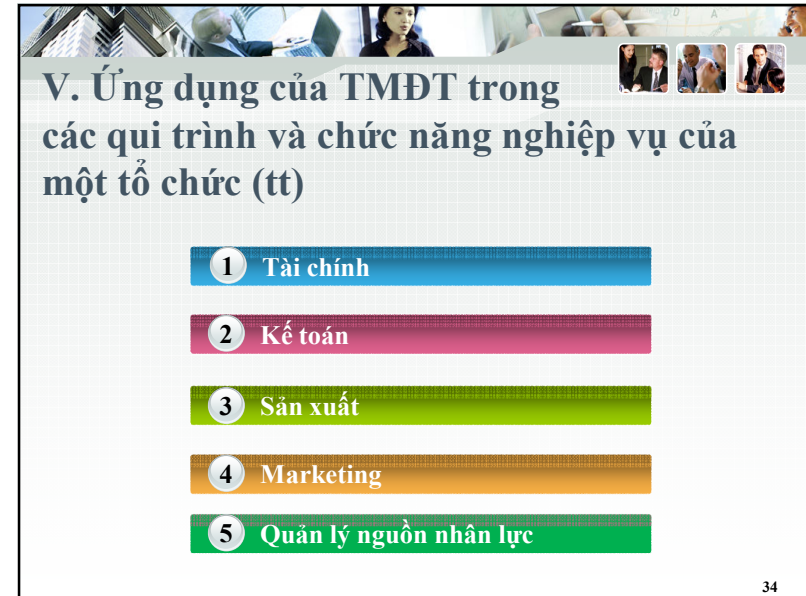 V. Ứng dụng của TMĐT trong
các qui trình và chức năng nghiệp vụ của
một tổ chức (tt)
1 Tài chính
2 Kế toán
3 Sản xuất
4 Marketing
5 Quản lý nguồn nhân lực
34